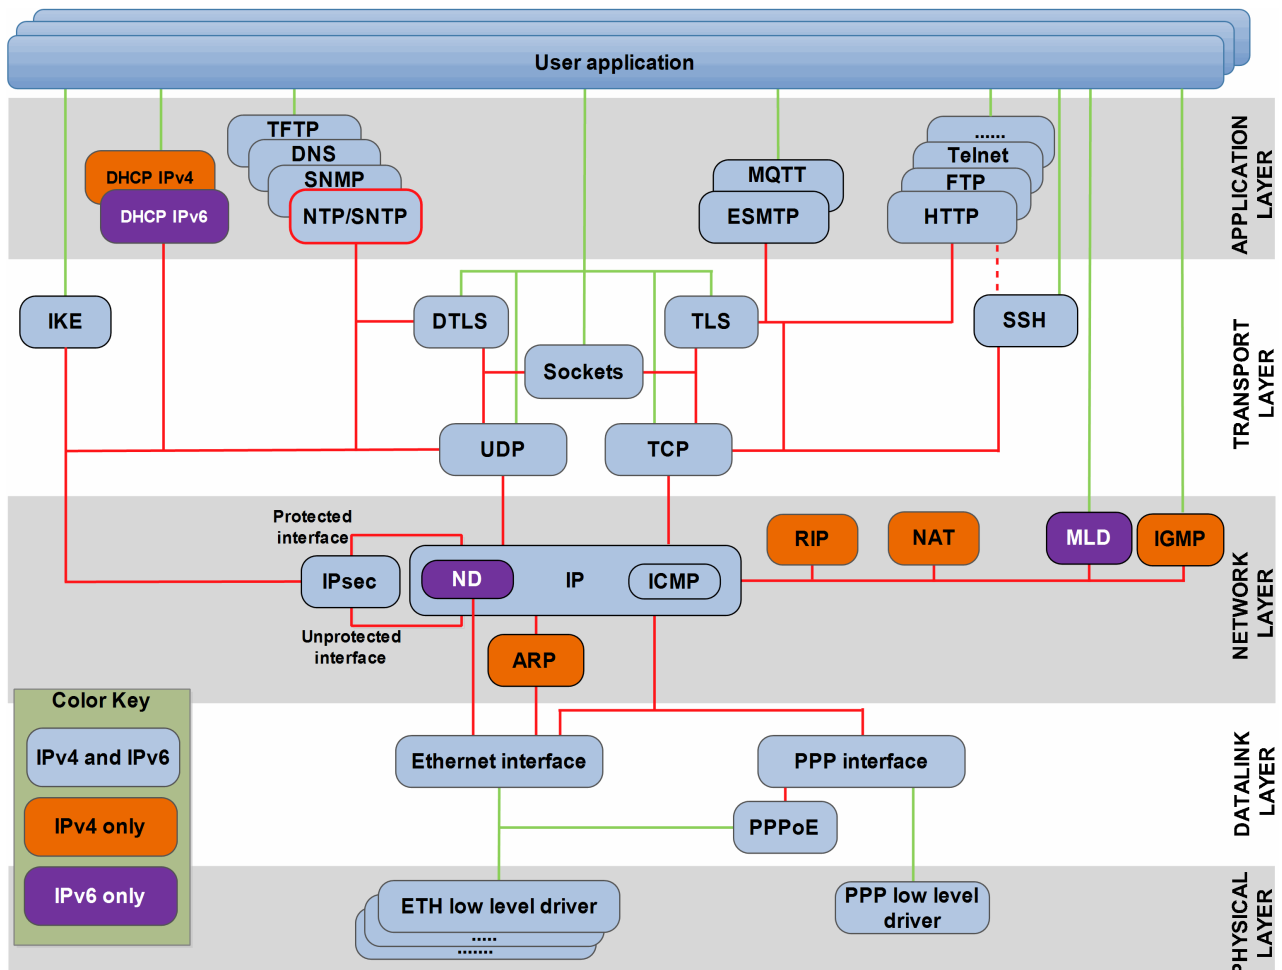 User application
APPLICATION
LAYER
TFTP
DNS
SNMP
NTP/SNTP
DHCP IPv4
DHCP IPv6
MQTT
ESMTP
......
Telnet
FTP
HTTP
TRANSPORT
LAYER
IKE
DTLS
TLS
SSH
Sockets
UDP
TCP
NETWORK
LAYER
Protected
interface
IPsec
Unprotected
interface
ND
IP
ICMP
RIP
NAT
MLD
IGMP
ARP
DATALINK
LAYER
Ethernet interface
PPP interface
PPPoE
PHYSICAL
LAYER
ETH low level driver
.....
.......
PPP low level
driver
Color Key
IPv4 and IPv6
IPv4 only
IPv6 only